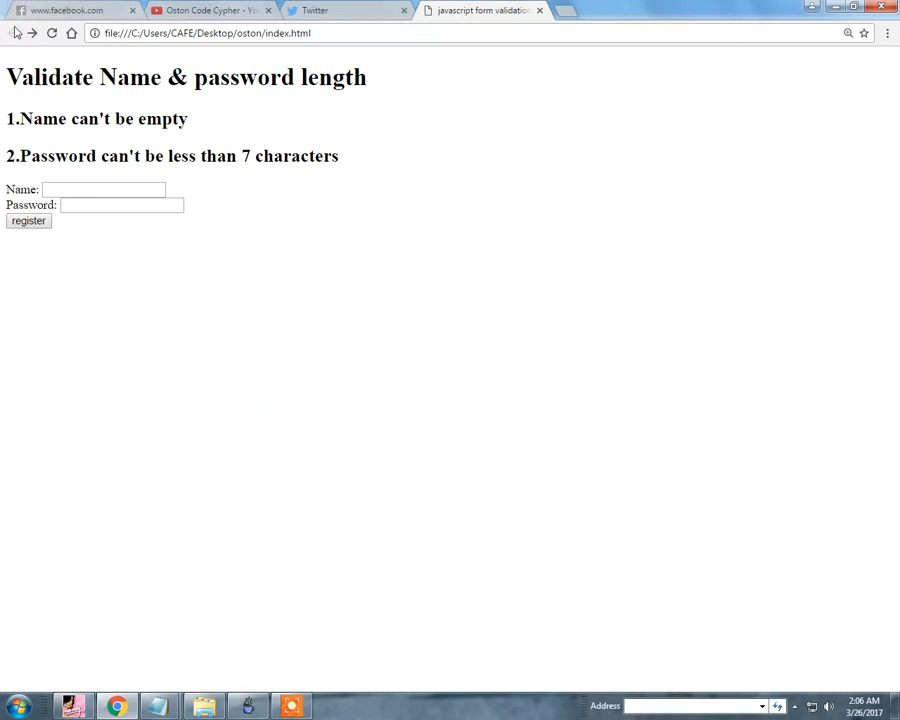 www.facebook.com
Oston Code Cypher - Yo
Twitter
javascript form validatio
file:///C:/Users/CAFE/Desktop/oston/index.html
Validate Name & password length
1.Name can't be empty
2.Password can't be less than 7 characters
Name:
Password:
register
Address
2:06 AM
3/26/2017